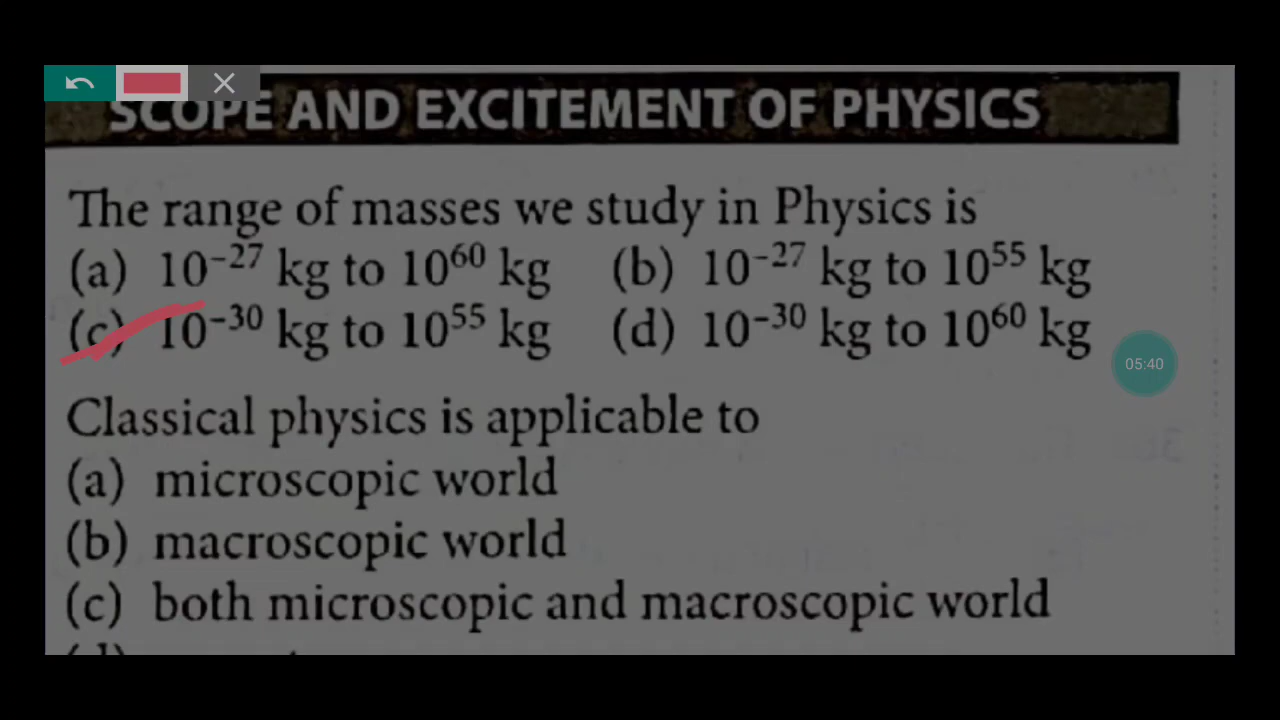 SCOPE AND EXCITEMENT OF PHYSICS
The range of masses we study in Physics is
(a) 10⁻²⁷ kg to 10⁶⁰ kg (b) 10⁻²⁷ kg to 10⁵⁵ kg
(c) 10⁻³⁰ kg to 10⁵⁵ kg (d) 10⁻³⁰ kg to 10⁶⁰ kg
05:40
Classical physics is applicable to
(a) microscopic world
(b) macroscopic world
(c) both microscopic and macroscopic world